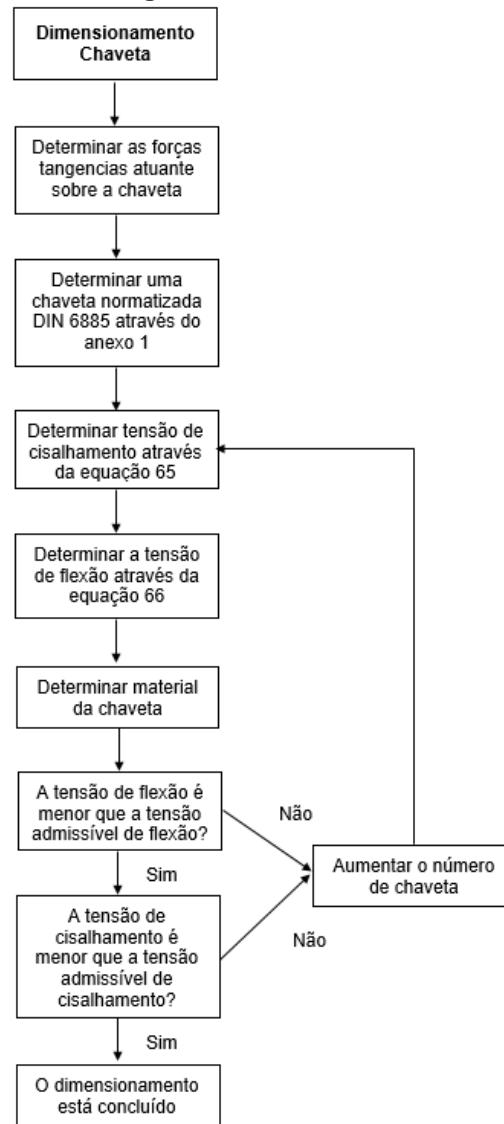 Dimensionamento
Chaveta
Determinar as forças
tangencias atuante
sobre a chaveta
Determinar uma
chaveta normatizada
DIN 6885 através do
anexo 1
Determinar tensão de
cisalhamento através
da equação 65
Determinar a tensão
de flexão através da
equação 66
Determinar material
da chaveta
A tensão de flexão é
menor que a tensão
admissível de flexão?
Não
Sim
Aumentar o número
de chaveta
A tensão de
cisalhamento é
menor que a tensão
admissível de
cisalhamento?
Não
Sim
O dimensionamento
está concluído